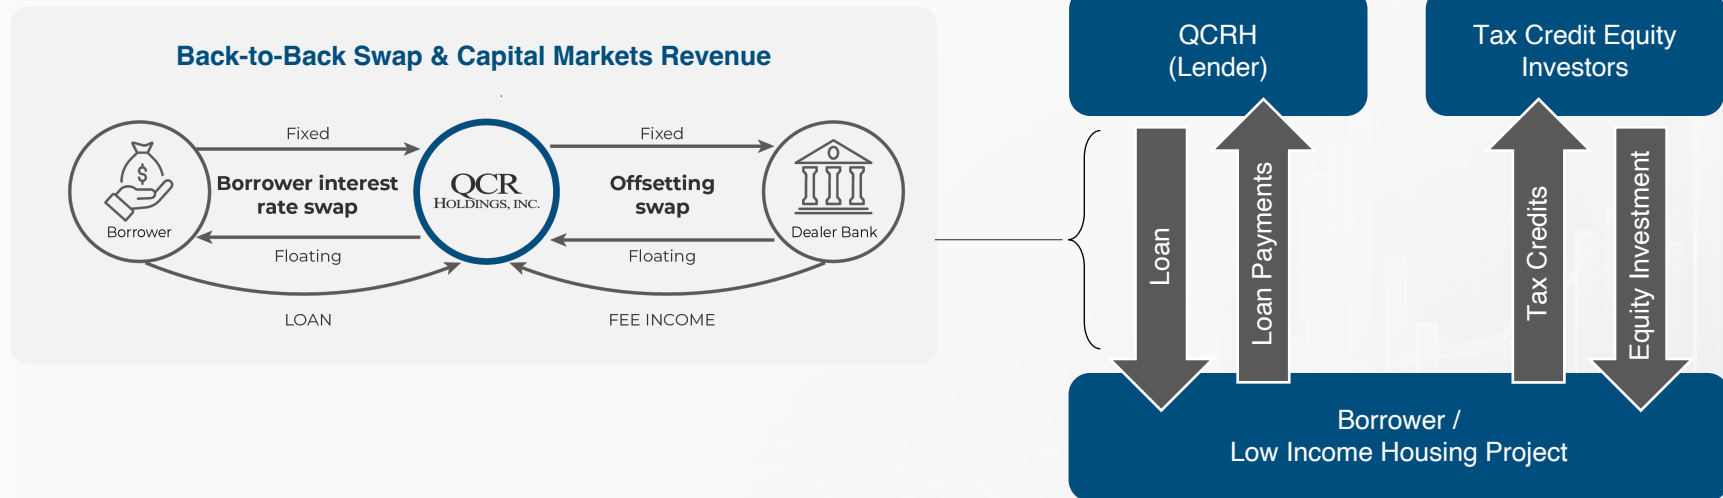 Back-to-Back Swap & Capital Markets Revenue
Fixed
Borrower interest
rate swap
Floating
LOAN
$
Borrower
QCR
HOLDINGS, INC.
Fixed
Offsetting
swap
Floating
FEE INCOME
Dealer Bank
QCRH
(Lender)
Tax Credit Equity
Investors
Loan
Loan Payments
Tax Credits
Equity Investment
Borrower /
Low Income Housing Project